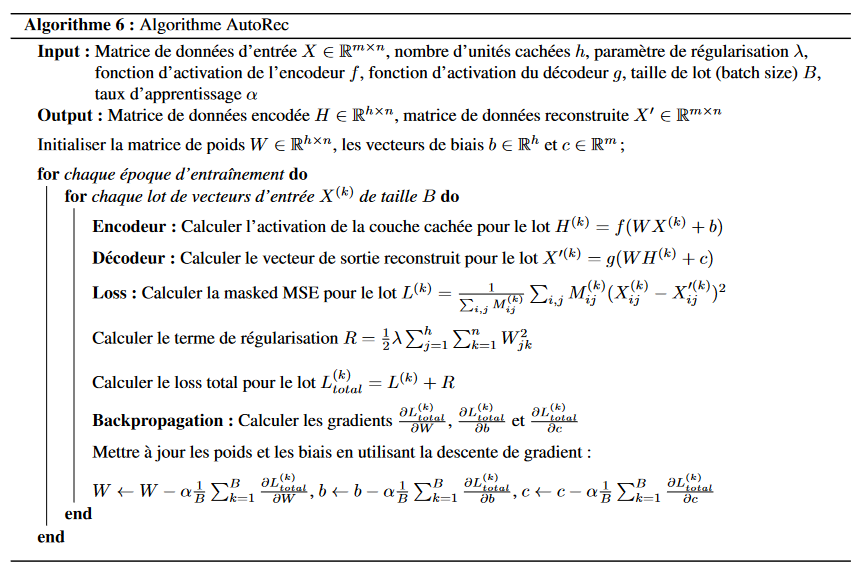 Algorithme 6 : Algorithme AutoRec
Input : Matrice de données d'entrée $X \in \mathbb{R}^{m \times n}$, nombre d'unités cachées $h$, paramètre de régularisation $\lambda$,
fonction d'activation de l'encodeur $f$, fonction d'activation du décodeur $g$, taille de lot (batch size) $B$,
taux d'apprentissage $\alpha$
Output : Matrice de données encodée $H \in \mathbb{R}^{h \times n}$, matrice de données reconstruite $X' \in \mathbb{R}^{m \times n}$
Initialiser la matrice de poids $W \in \mathbb{R}^{h \times n}$, les vecteurs de biais $b \in \mathbb{R}^{h}$ et $c \in \mathbb{R}^{m}$ ;
for chaque époque d'entraînement do
for chaque lot de vecteurs d'entrée $X^{(k)}$ de taille $B$ do
Encodeur : Calculer l'activation de la couche cachée pour le lot $H^{(k)} = f(WX^{(k)} + b)$
Décodeur : Calculer le vecteur de sortie reconstruit pour le lot $X'^{(k)} = g(WH^{(k)} + c)$
Loss : Calculer la masked MSE pour le lot $L^{(k)} = \frac{1}{\sum_{i,j} M_{ij}^{(k)}} \sum_{i,j} M_{ij}^{(k)} (X_{ij}^{(k)} - X_{ij}'^{(k)})^2$
Calculer le terme de régularisation $R = \frac{1}{2} \lambda \sum_{j=1}^{h} \sum_{k=1}^{n} W_{jk}^2$
Calculer le loss total pour le lot $L_{total}^{(k)} = L^{(k)} + R$
Backpropagation : Calculer les gradients $\frac{\partial L_{total}^{(k)}}{\partial W}$, $\frac{\partial L_{total}^{(k)}}{\partial b}$ et $\frac{\partial L_{total}^{(k)}}{\partial c}$
Mettre à jour les poids et les biais en utilisant la descente de gradient :
$W \leftarrow W - \alpha \frac{1}{B} \sum_{k=1}^{B} \frac{\partial L_{total}^{(k)}}{\partial W}$, $b \leftarrow b - \alpha \frac{1}{B} \sum_{k=1}^{B} \frac{\partial L_{total}^{(k)}}{\partial b}$, $c \leftarrow c - \alpha \frac{1}{B} \sum_{k=1}^{B} \frac{\partial L_{total}^{(k)}}{\partial c}$
end
end